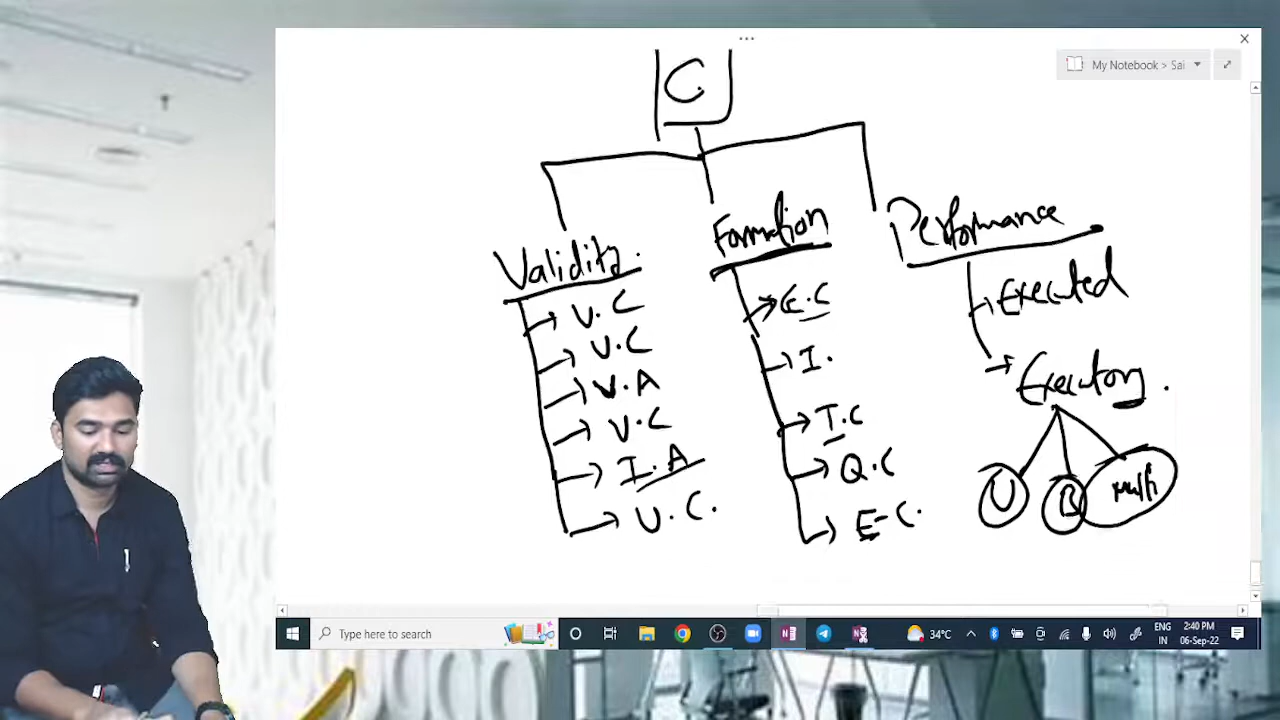 My Notebook > Sai
C
Validity.
V.C
V.C
V.A
V.C
I.A
U.C.
Formation
E.C
I.
T.C
Q.C
E-C.
Performance
Executed
Executory.
U
B
Multi
Type here to search
34°C
ENG
IN
2:40 PM
06-Sep-22